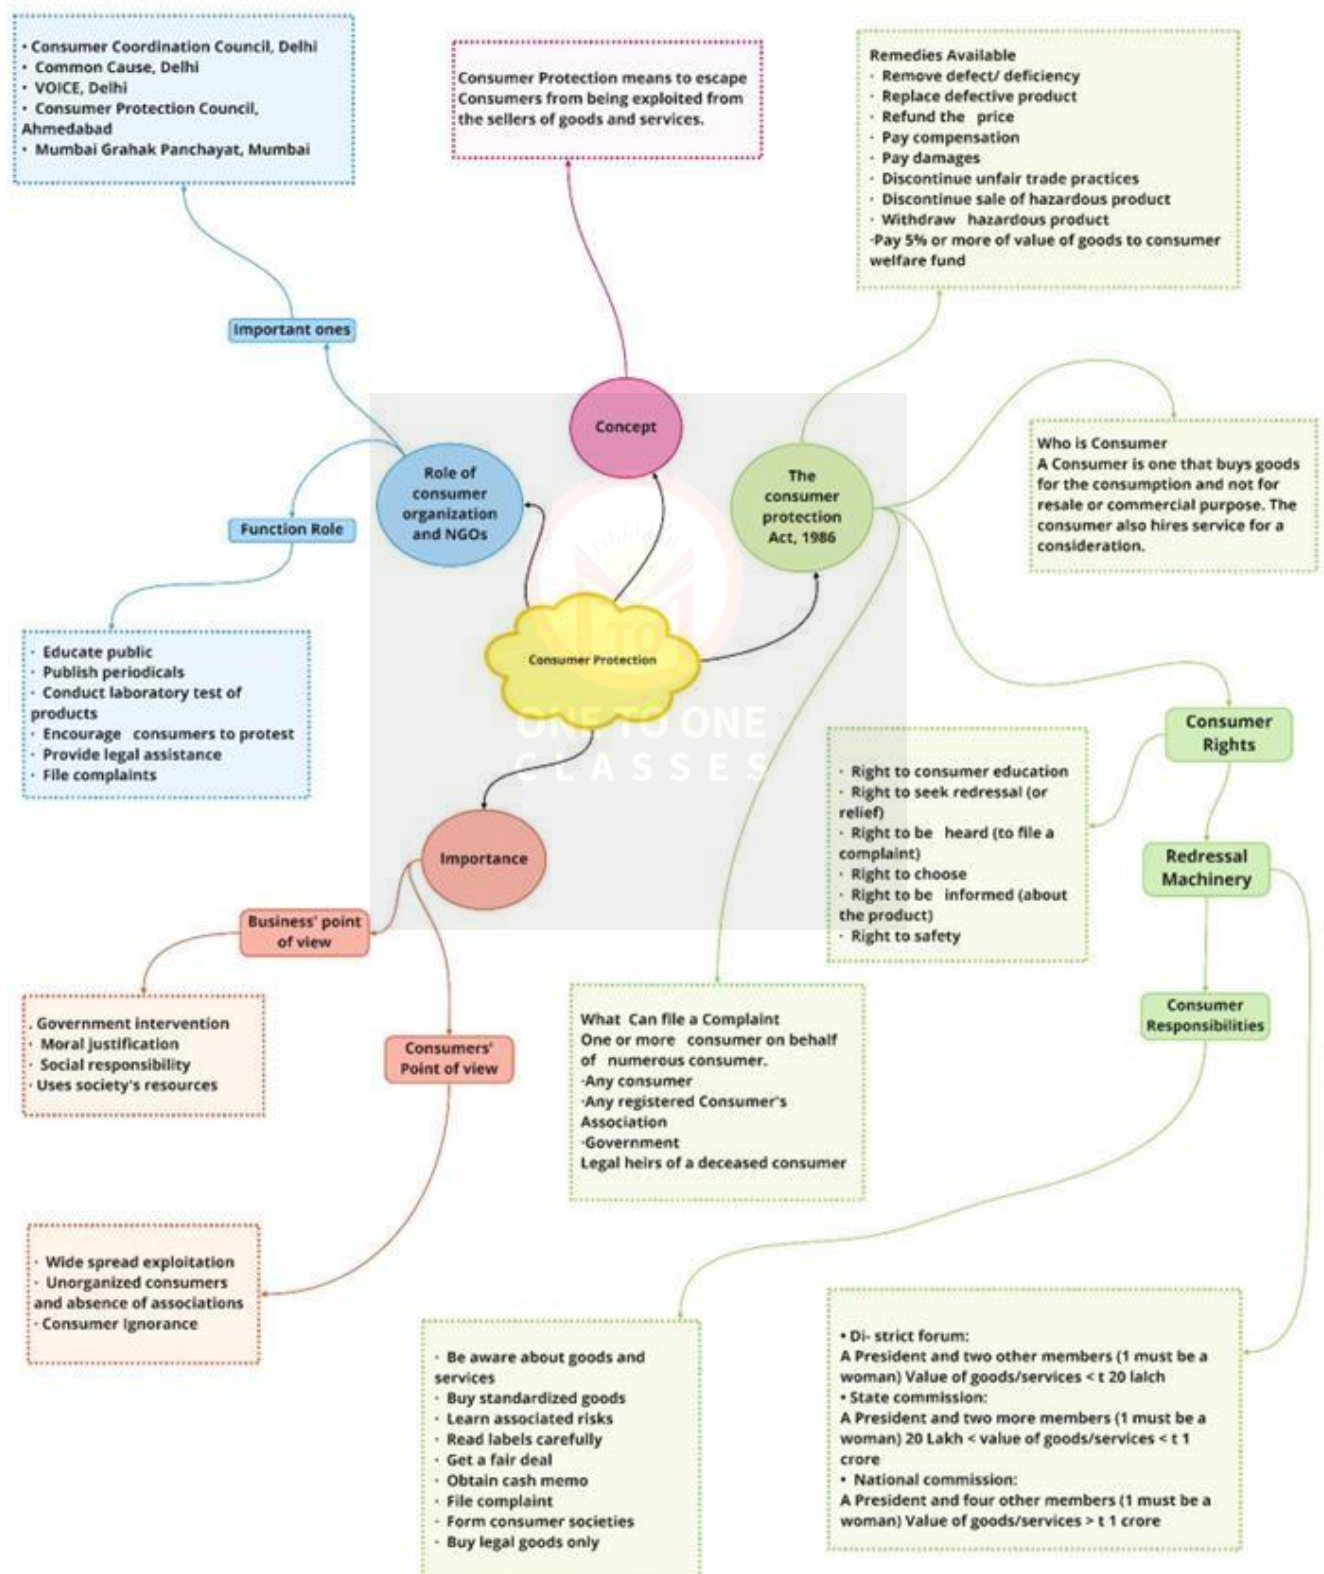 • Consumer Coordination Council, Delhi
• Common Cause, Delhi
• VOICE, Delhi
• Consumer Protection Council,
Ahmedabad
• Mumbai Grahak Panchayat, Mumbai
Consumer Protection means to escape
Consumers from being exploited from
the sellers of goods and services.
Remedies Available
· Remove defect/ deficiency
· Replace defective product
· Refund the price
· Pay compensation
· Pay damages
· Discontinue unfair trade practices
· Discontinue sale of hazardous product
· Withdraw hazardous product
·Pay 5% or more of value of goods to consumer
welfare fund
Important ones
Concept
Role of
consumer
organization
and NGOs
The
consumer
protection
Act, 1986
Who is Consumer
A Consumer is one that buys goods
for the consumption and not for
resale or commercial purpose. The
consumer also hires service for a
consideration.
Function Role
· Educate public
· Publish periodicals
· Conduct laboratory test of
products
· Encourage consumers to protest
· Provide legal assistance
· File complaints
Consumer Protection
TO
ONE TO ONE
CLASSES
Consumer
Rights
· Right to consumer education
· Right to seek redressal (or
relief)
· Right to be heard (to file a
complaint)
· Right to choose
· Right to be informed (about
the product)
· Right to safety
Redressal
Machinery
Importance
Business' point
of view
. Government intervention
· Moral justification
· Social responsibility
· Uses society's resources
Consumers'
Point of view
What Can file a Complaint
One or more consumer on behalf
of numerous consumer.
·Any consumer
·Any registered Consumer's
Association
·Government
Legal heirs of a deceased consumer
Consumer
Responsibilities
· Wide spread exploitation
· Unorganized consumers
and absence of associations
· Consumer Ignorance
· Be aware about goods and
services
· Buy standardized goods
· Learn associated risks
· Read labels carefully
· Get a fair deal
· Obtain cash memo
· File complaint
· Form consumer societies
· Buy legal goods only
• Di- strict forum:
A President and two other members (1 must be a
woman) Value of goods/services < t 20 lalch
• State commission:
A President and two more members (1 must be a
woman) 20 Lakh < value of goods/services < t 1
crore
• National commission:
A President and four other members (1 must be a
woman) Value of goods/services > t 1 crore